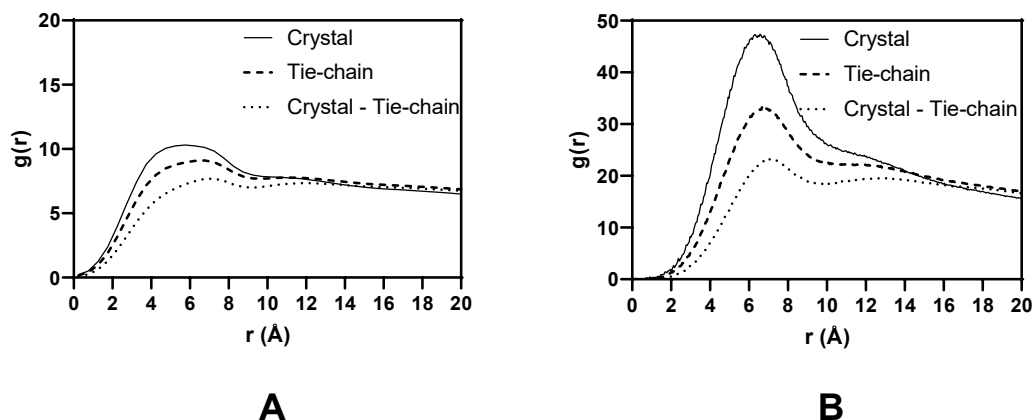 20
15
10
5
0
g(r)
0 2 4 6 8 10 12 14 16 18 20
r (Å)
Crystal
Tie-chain
Crystal - Tie-chain
A
50
40
30
20
10
0
g(r)
0 2 4 6 8 10 12 14 16 18 20
r (Å)
Crystal
Tie-chain
Crystal - Tie-chain
B